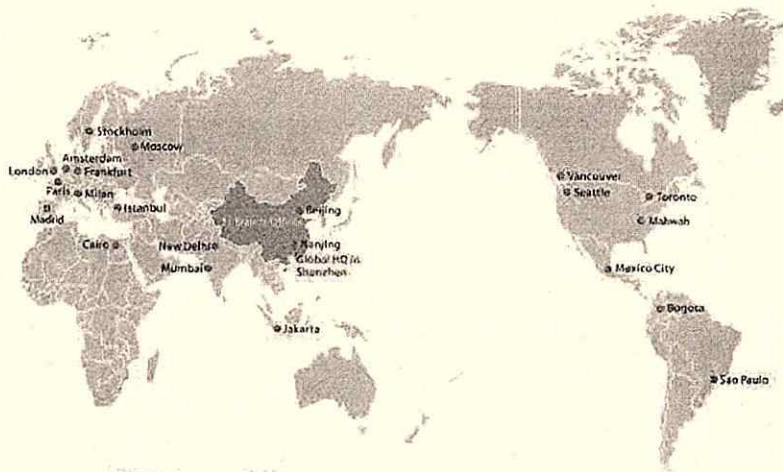 Stockholm
Moscow
Amsterdam
London
Frankfurt
Paris
Milan
Madrid
Istanbul
Cairo
New Delhi
Mumbai
Beijing
Nanjing
Global HQ in
Shenzhen
Jakarta
Vancouver
Seattle
Toronto
Mahwah
Mexico City
Bogota
Sao Paulo